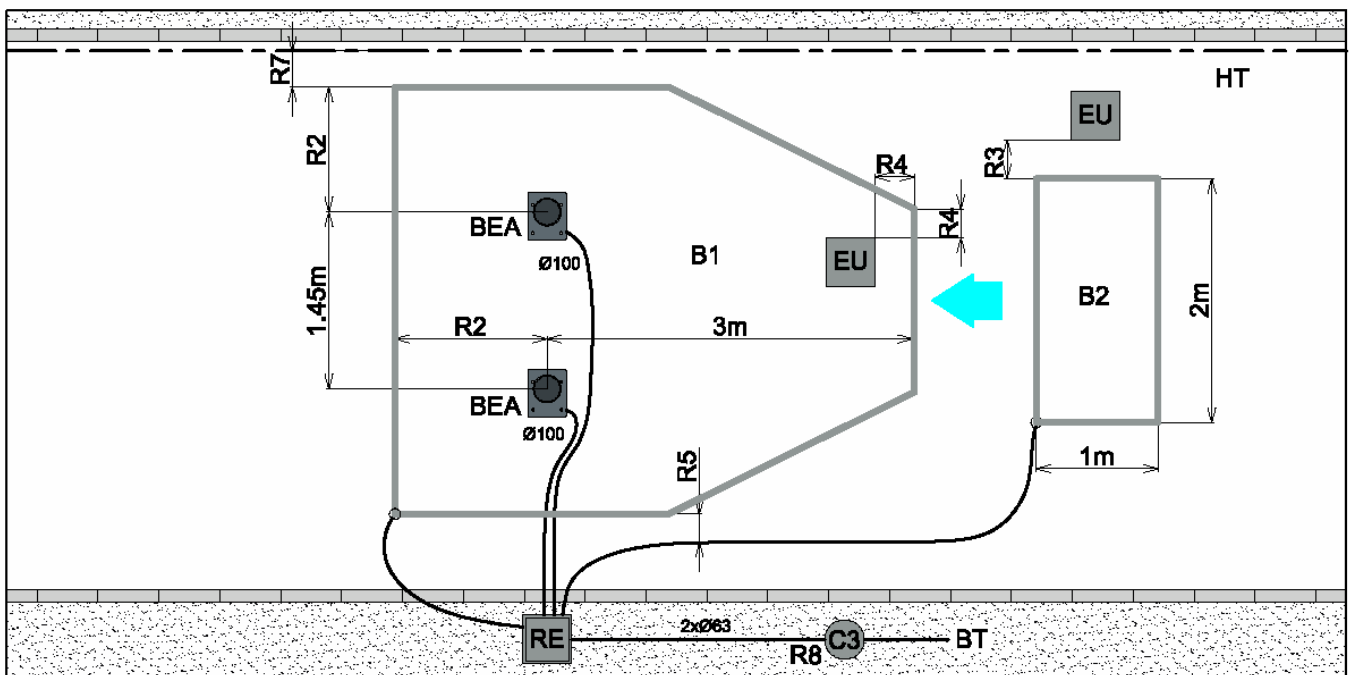 R7
HT
EU
R2
R3
R4
R4
BEA
B1
Ø100
EU
1.45m
B2
2m
R2
3m
BEA
Ø100
R5
1m
RE
2xØ63
R8
C3
BT